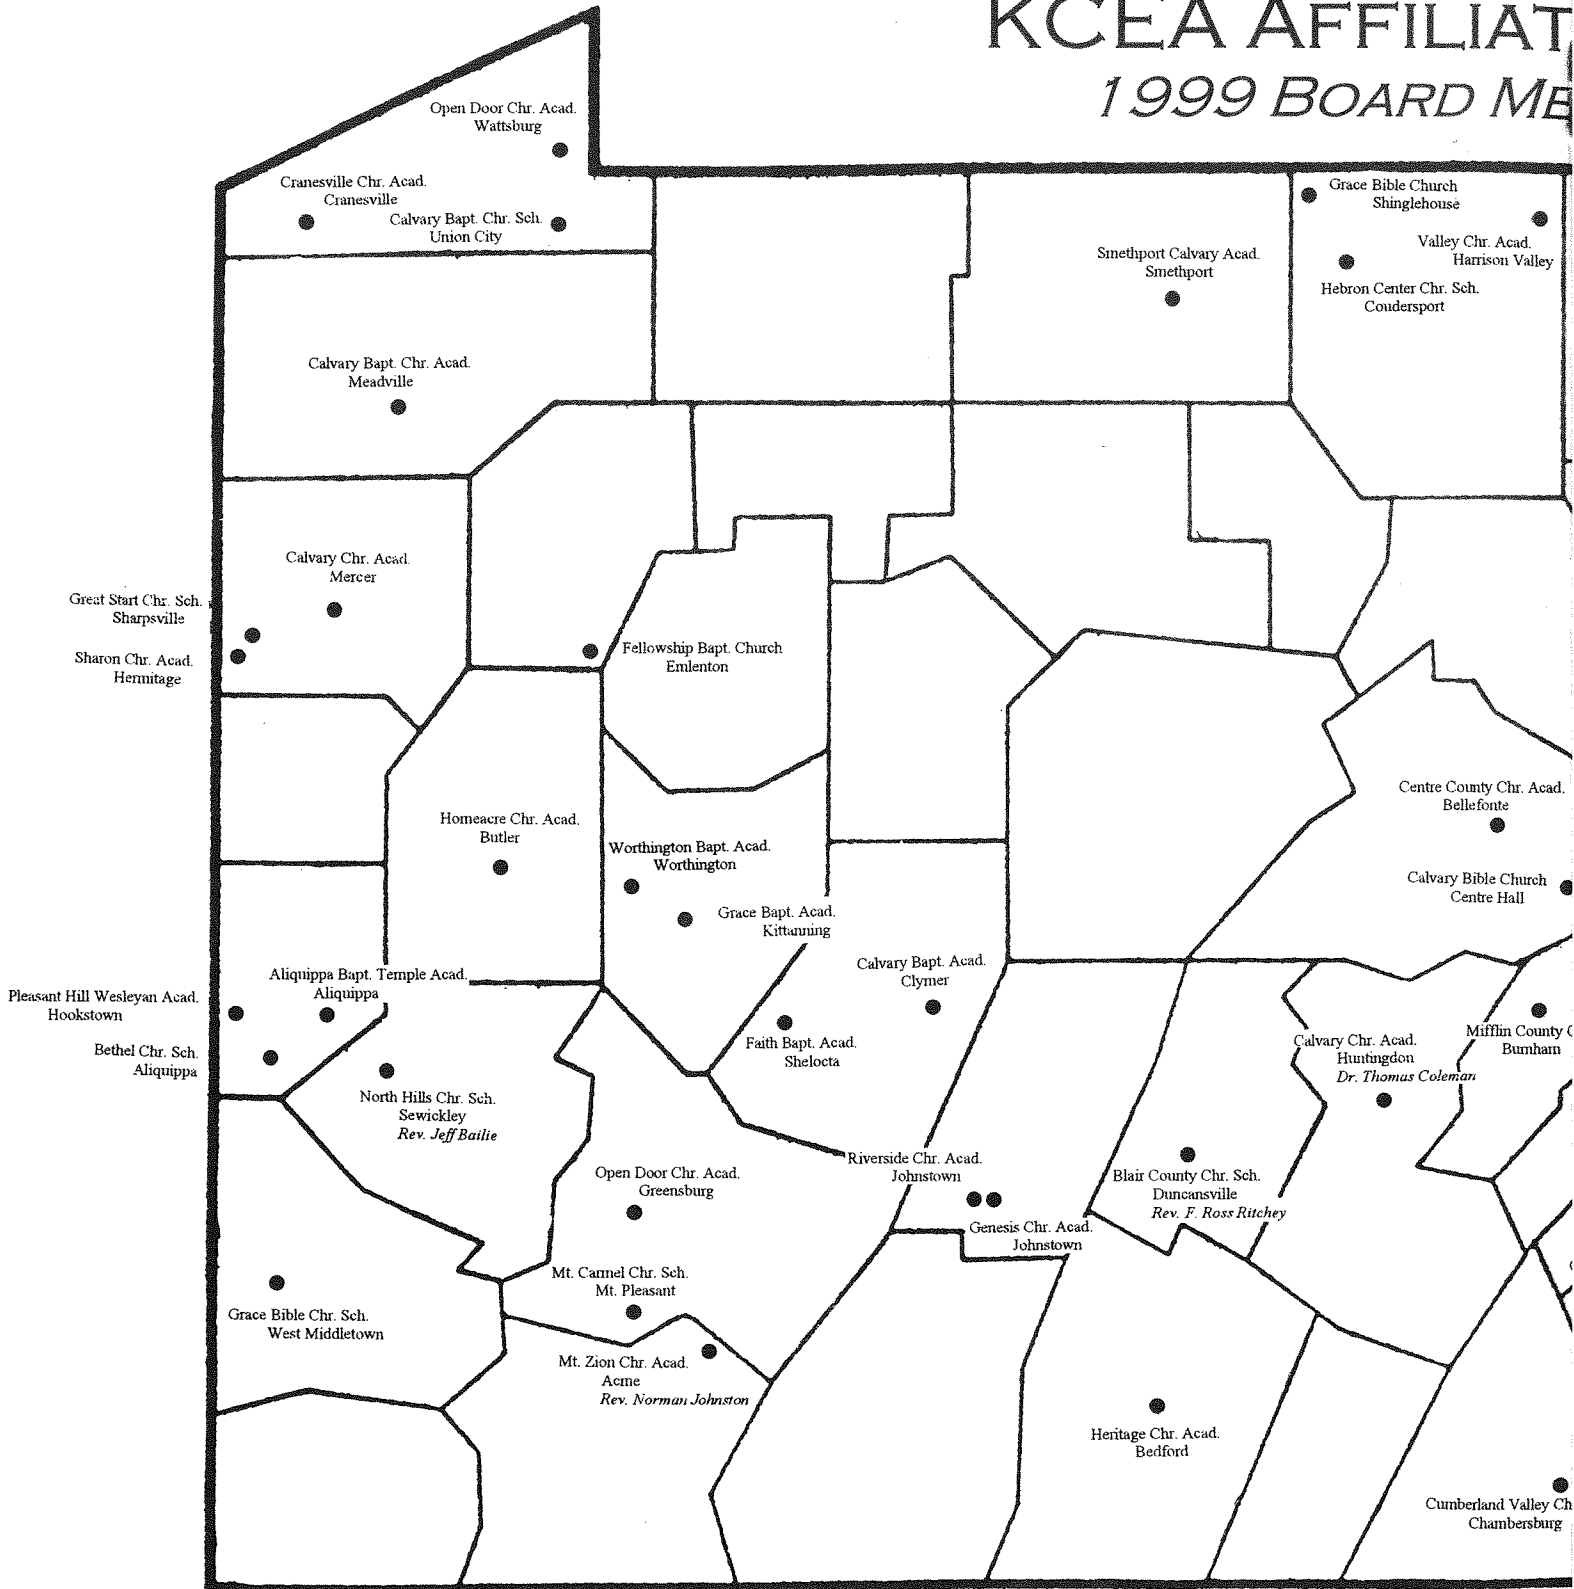 KCEA AFFILIAT
1999 BOARD ME
Open Door Chr. Acad.
Wattsburg
Cranesville Chr. Acad.
Cranesville
Calvary Bapt. Chr. Sch.
Union City
Grace Bible Church
Shinglehouse
Valley Chr. Acad.
Harrison Valley
Smethport Calvary Acad.
Smethport
Hebron Center Chr. Sch.
Coudersport
Calvary Bapt. Chr. Acad.
Meadville
Calvary Chr. Acad.
Mercer
Great Start Chr. Sch.
Sharpsville
Sharon Chr. Acad.
Hermitage
Fellowship Bapt. Church
Emlenton
Centre County Chr. Acad.
Bellefonte
Homeacre Chr. Acad.
Butler
Worthington Bapt. Acad.
Worthington
Calvary Bible Church
Centre Hall
Grace Bapt. Acad.
Kittanning
Calvary Bapt. Acad.
Clymer
Aliquippa Bapt. Temple Acad.
Aliquippa
Pleasant Hill Wesleyan Acad.
Hookstown
Bethel Chr. Sch.
Aliquippa
Faith Bapt. Acad.
Shelocta
Calvary Chr. Acad.
Huntingdon
Dr. Thomas Coleman
Mifflin County C
Burnham
North Hills Chr. Sch.
Sewickley
Rev. Jeff Bailie
Riverside Chr. Acad.
Johnstown
Open Door Chr. Acad.
Greensburg
Blair County Chr. Sch.
Duncansville
Rev. F. Ross Ritchey
Genesis Chr. Acad.
Johnstown
Mt. Carmel Chr. Sch.
Mt. Pleasant
Grace Bible Chr. Sch.
West Middletown
Mt. Zion Chr. Acad.
Acme
Rev. Norman Johnston
Heritage Chr. Acad.
Bedford
Cumberland Valley Ch
Chambersburg